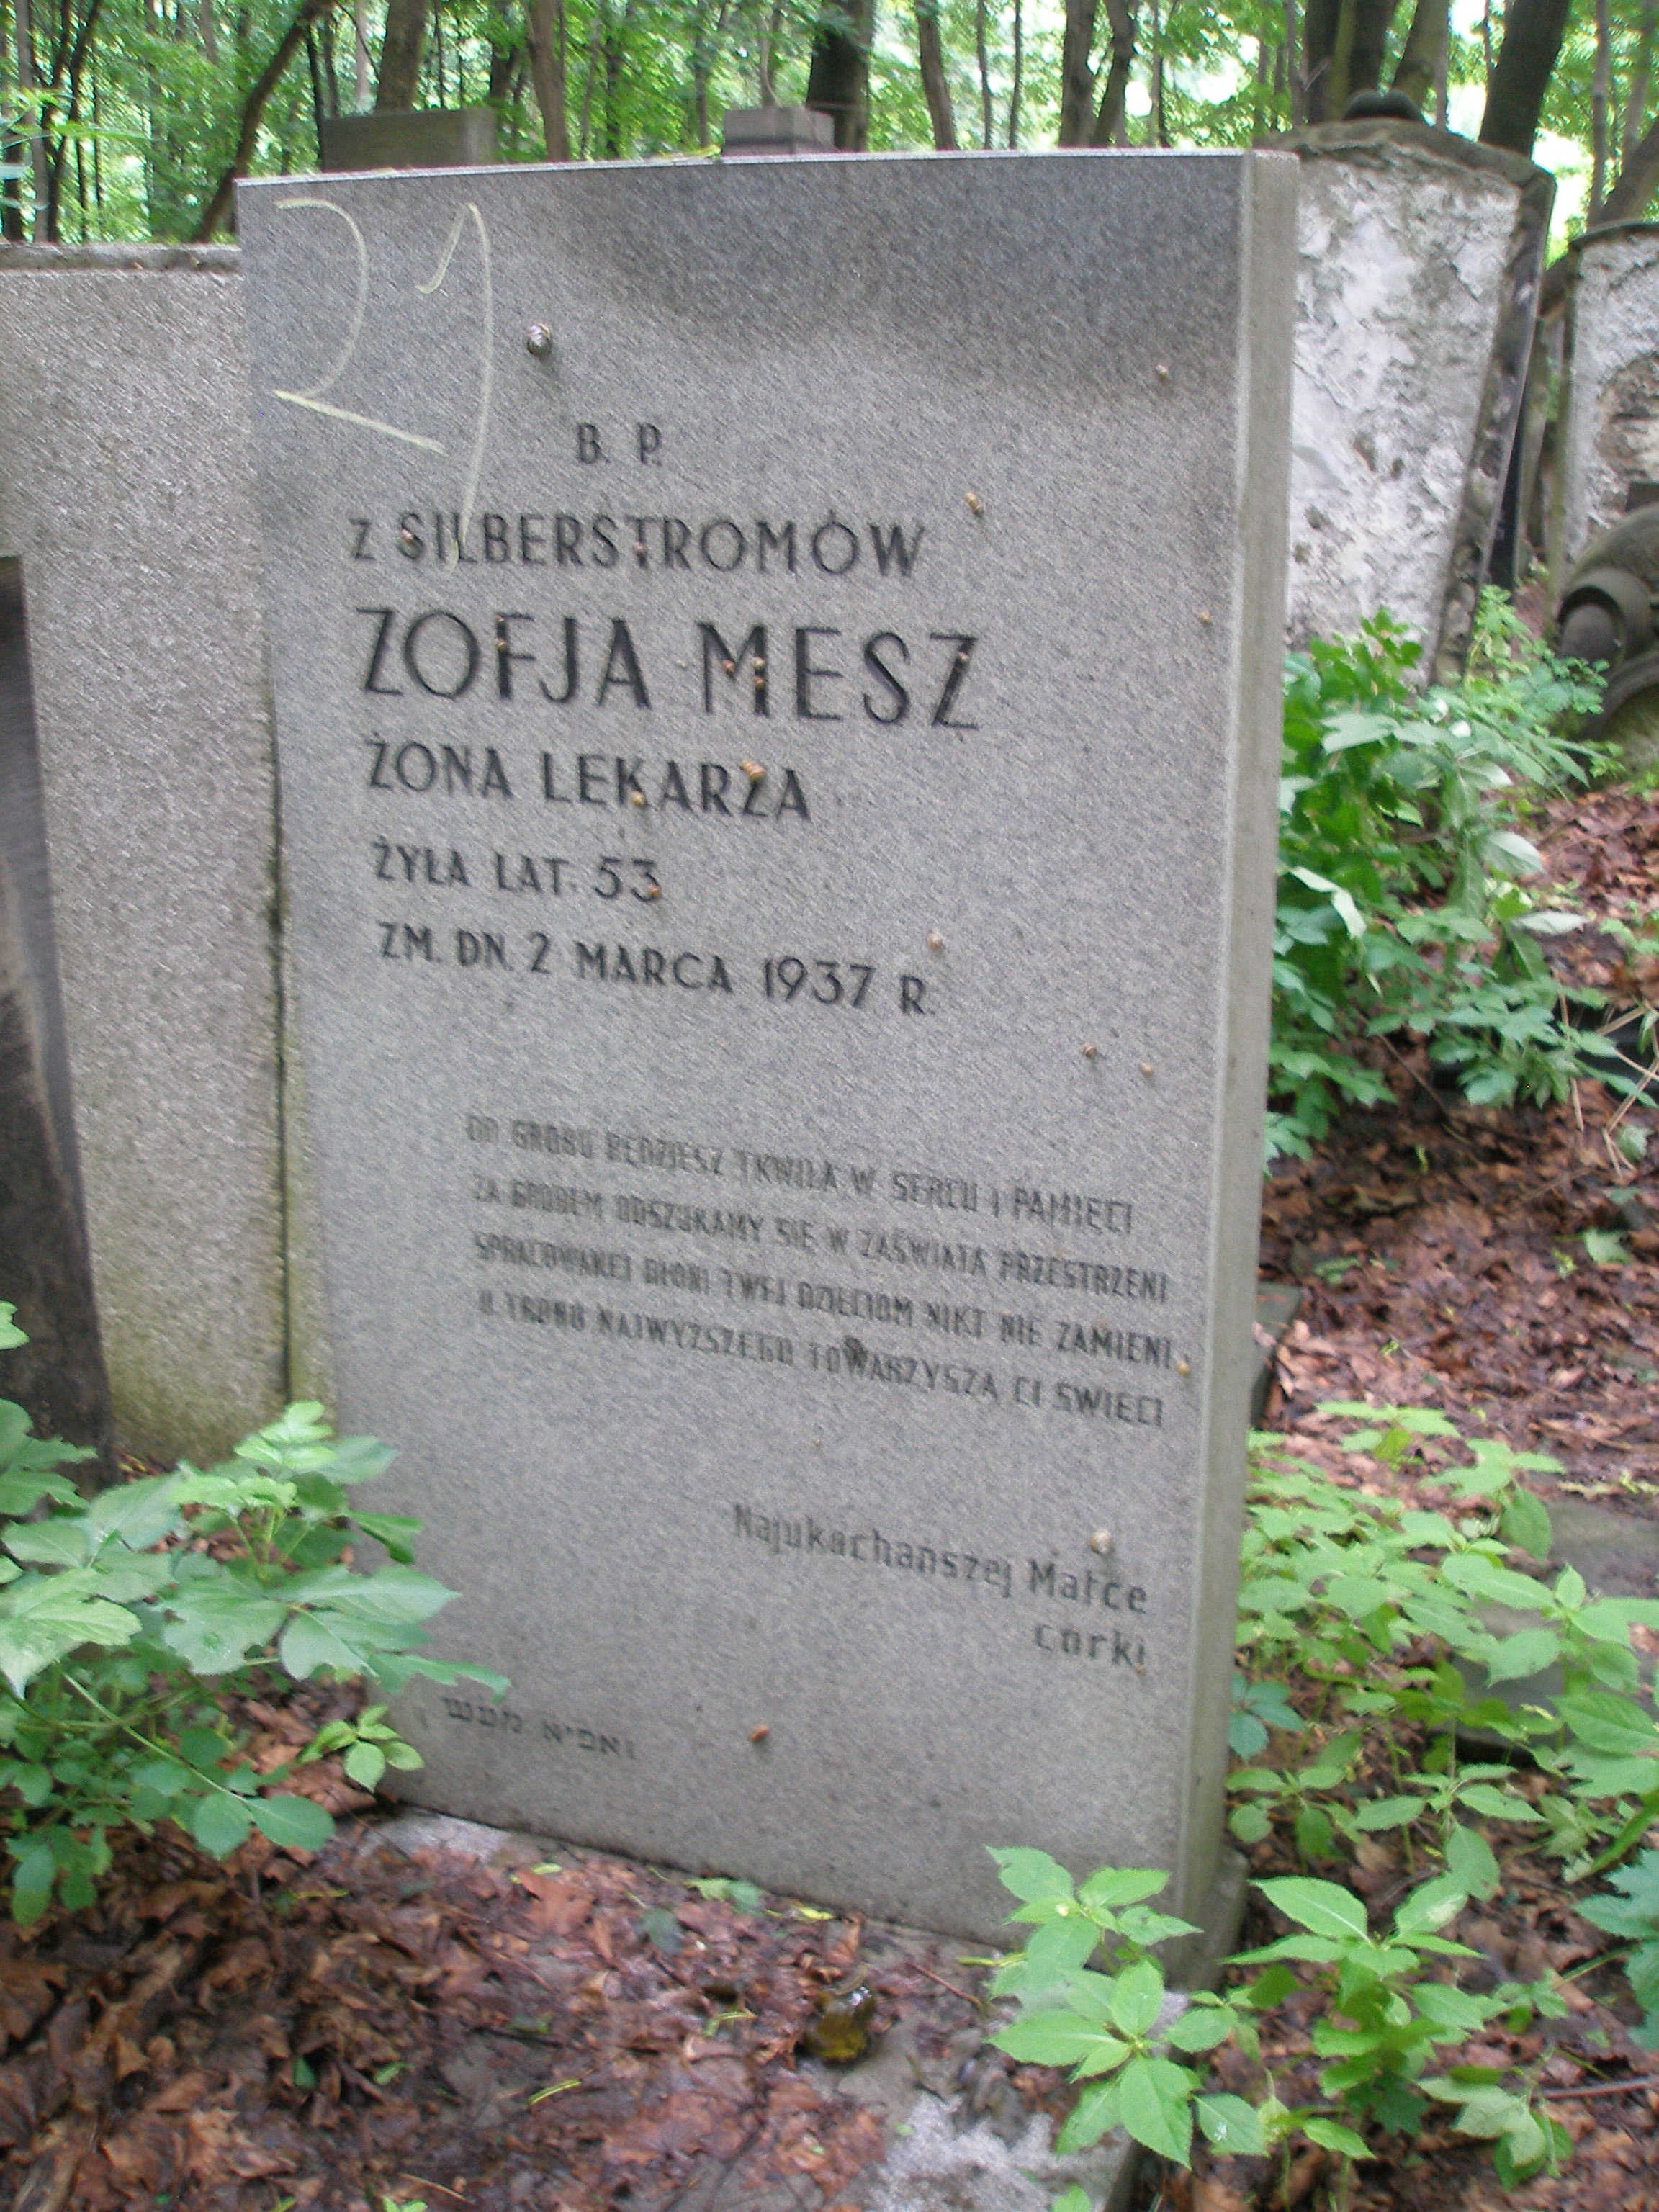 21
B. P.
Z SILBERSTROMÓW
ZOFJA MESZ
ŻONA LEKARZA
ŻYŁA LAT. 53
ZM. DN. 2 MARCA 1937 R.
DO GROBU BĘDZIESZ TKWIŁA W SERCU I PAMIĘCI
ZA GROBEM ODSZUKAMY SIĘ W ZAŚWIATA PRZESTRZENI
SPRACOWANEJ DŁONI TWEJ DZIECIOM NIKT NIE ZAMIENI
U TRONU NAJWYŻSZEGO TOWARZYSZĄ CI ŚWIĘCI
Najukochańszej Matce
córki
זאפיא מעש